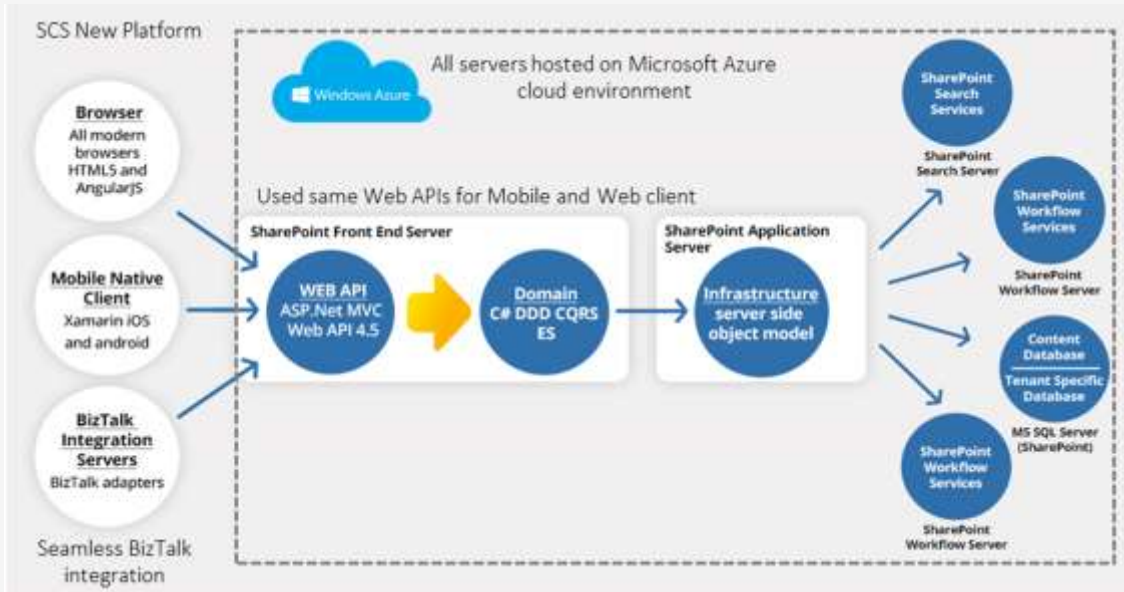 SCS New Platform
Browser
All modern
browsers
HTML5 and
AngularJS
Mobile Native
Client
Xamarin iOS
and android
BizTalk
Integration
Servers
BizTalk adapters
Seamless BizTalk
integration
Windows Azure
All servers hosted on Microsoft Azure
cloud environment
Used same Web APIs for Mobile and Web client
SharePoint Front End Server
WEB API
ASP.Net MVC
Web API 4.5
Domain
C# DDD CQRS
ES
SharePoint Application
Server
Infrastructure
server side
object model
SharePoint
Search
Services
SharePoint
Search Server
SharePoint
Workflow
Services
SharePoint
Workflow Server
Content
Database
Tenant Specific
Database
MS SQL Server
(SharePoint)
SharePoint
Workflow
Services
SharePoint
Workflow Server